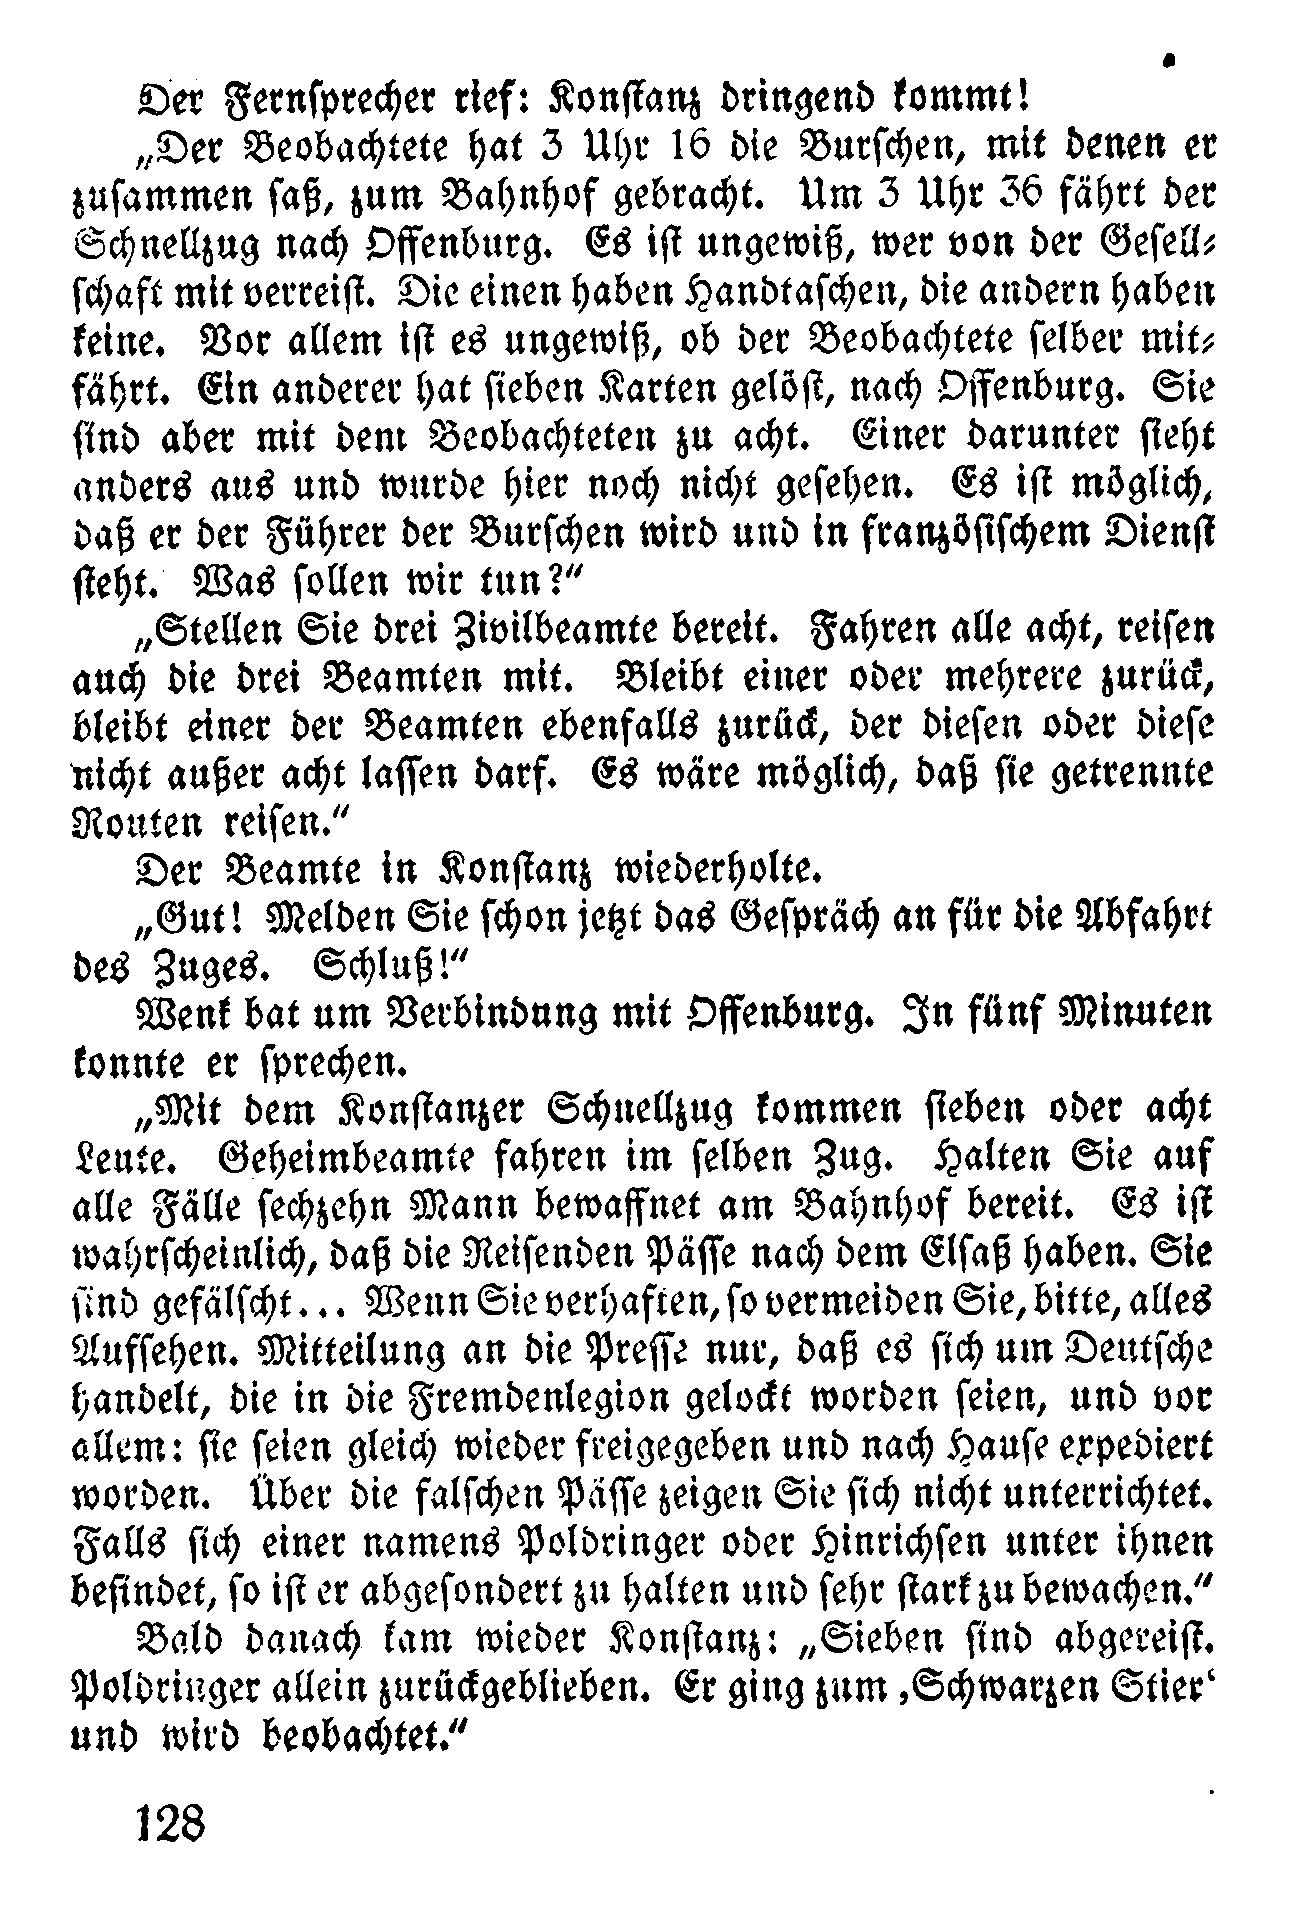 Der Fernsprecher rief: Konstanz dringend kommt!
„Der Beobachtete hat 3 Uhr 16 die Burschen, mit denen er
zusammen saß, zum Bahnhof gebracht. Um 3 Uhr 36 fährt der
Schnellzug nach Offenburg. Es ist ungewiß, wer von der Gesell-
schaft mit verreist. Die einen haben Handtaschen, die andern haben
keine. Vor allem ist es ungewiß, ob der Beobachtete selber mit-
fährt. Ein anderer hat sieben Karten gelöst, nach Offenburg. Sie
sind aber mit dem Beobachteten zu acht. Einer darunter sieht
anders aus und wurde hier noch nicht gesehen. Es ist möglich,
daß er der Führer der Burschen wird und in französischem Dienst
steht. Was sollen wir tun?“
„Stellen Sie drei Zivilbeamte bereit. Fahren alle acht, reisen
auch die drei Beamten mit. Bleibt einer oder mehrere zurück,
bleibt einer der Beamten ebenfalls zurück, der diesen oder diese
nicht außer acht lassen darf. Es wäre möglich, daß sie getrennte
Routen reisen.“
Der Beamte in Konstanz wiederholte.
„Gut! Melden Sie schon jetzt das Gespräch an für die Abfahrt
des Zuges. Schluß!“
Wenk bat um Verbindung mit Offenburg. In fünf Minuten
konnte er sprechen.
„Mit dem Konstanzer Schnellzug kommen sieben oder acht
Leute. Geheimbeamte fahren im selben Zug. Halten Sie auf
alle Fälle sechzehn Mann bewaffnet am Bahnhof bereit. Es ist
wahrscheinlich, daß die Reisenden Pässe nach dem Elsaß haben. Sie
sind gefälscht... Wenn Sie verhaften, so vermeiden Sie, bitte, alles
Aufsehen. Mitteilung an die Presse nur, daß es sich um Deutsche
handelt, die in die Fremdenlegion gelockt worden seien, und vor
allem: sie seien gleich wieder freigegeben und nach Hause expediert
worden. Über die falschen Pässe zeigen Sie sich nicht unterrichtet.
Falls sich einer namens Poldringer oder Hinrichsen unter ihnen
befindet, so ist er abgesondert zu halten und sehr stark zu bewachen.“
Bald danach kam wieder Konstanz: „Sieben sind abgereist.
Poldringer allein zurückgeblieben. Er ging zum ‚Schwarzen Stier‘
und wird beobachtet.“
128